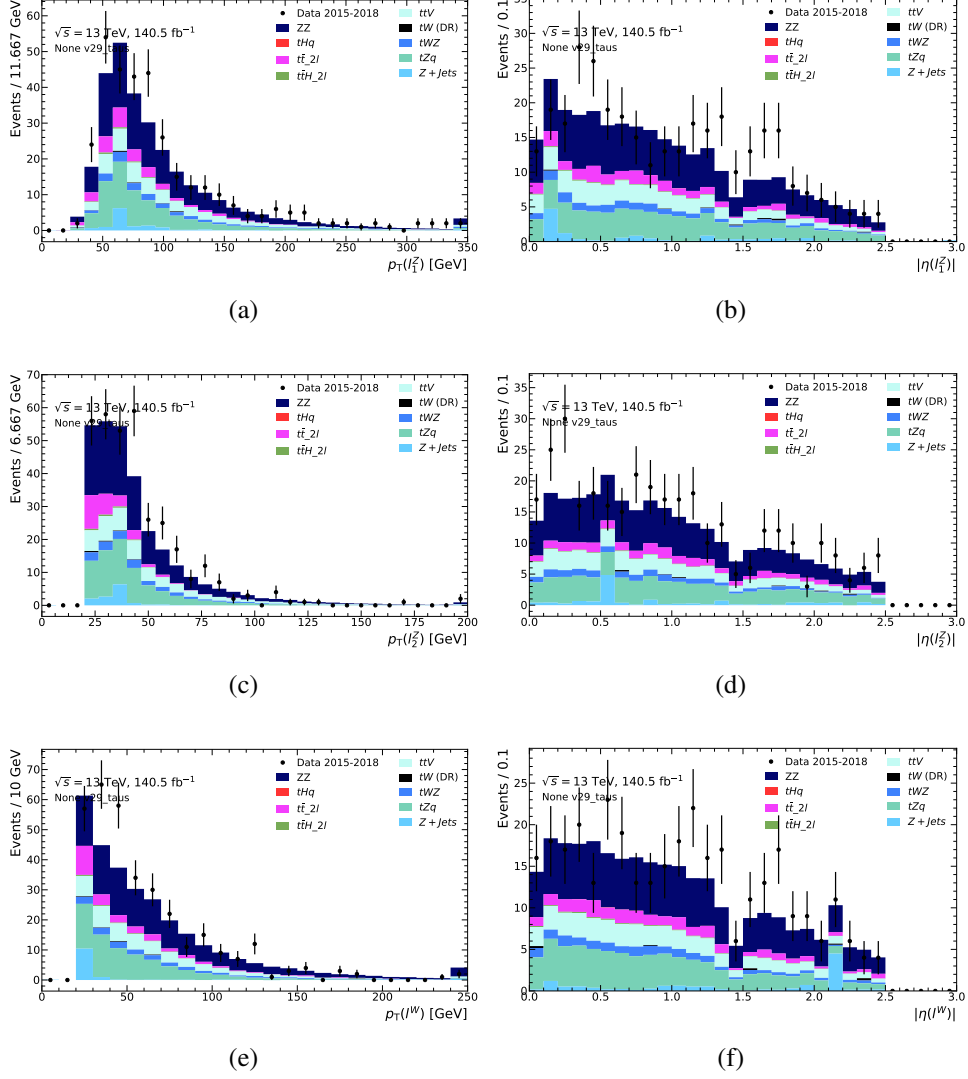 Events / 11.667 GeV
60
50
40
30
20
10
0
√s = 13 TeV, 140.5 fb⁻¹
None v29_taus
Data 2015-2018
ZZ
tHq
tt̄_2l
tt̄H_2l
ttV
tW (DR)
tWZ
tZq
Z + Jets
0 50 100 150 200 250 300 350
p_T(l_1^Z) [GeV]
(a)
Events / 0.1
35
30
25
20
15
10
5
0
√s = 13 TeV, 140.5 fb⁻¹
None v29_taus
Data 2015-2018
ZZ
tHq
tt̄_2l
tt̄H_2l
ttV
tW (DR)
tWZ
tZq
Z + Jets
0.0 0.5 1.0 1.5 2.0 2.5 3.0
|η(l_1^Z)|
(b)
Events / 6.667 GeV
70
60
50
40
30
20
10
0
√s = 13 TeV, 140.5 fb⁻¹
None v29_taus
Data 2015-2018
ZZ
tHq
tt̄_2l
tt̄H_2l
ttV
tW (DR)
tWZ
tZq
Z + Jets
0 25 50 75 100 125 150 175 200
p_T(l_2^Z) [GeV]
(c)
Events / 0.1
35
30
25
20
15
10
5
0
√s = 13 TeV, 140.5 fb⁻¹
None v29_taus
Data 2015-2018
ZZ
tHq
tt̄_2l
tt̄H_2l
ttV
tW (DR)
tWZ
tZq
Z + Jets
0.0 0.5 1.0 1.5 2.0 2.5 3.0
|η(l_2^Z)|
(d)
Events / 10 GeV
70
60
50
40
30
20
10
0
√s = 13 TeV, 140.5 fb⁻¹
None v29_taus
Data 2015-2018
ZZ
tHq
tt̄_2l
tt̄H_2l
ttV
tW (DR)
tWZ
tZq
Z + Jets
0 50 100 150 200 250
p_T(l^W) [GeV]
(e)
Events / 0.1
25
20
15
10
5
0
√s = 13 TeV, 140.5 fb⁻¹
None v29_taus
Data 2015-2018
ZZ
tHq
tt̄_2l
tt̄H_2l
ttV
tW (DR)
tWZ
tZq
Z + Jets
0.0 0.5 1.0 1.5 2.0 2.5 3.0
|η(l^W)|
(f)